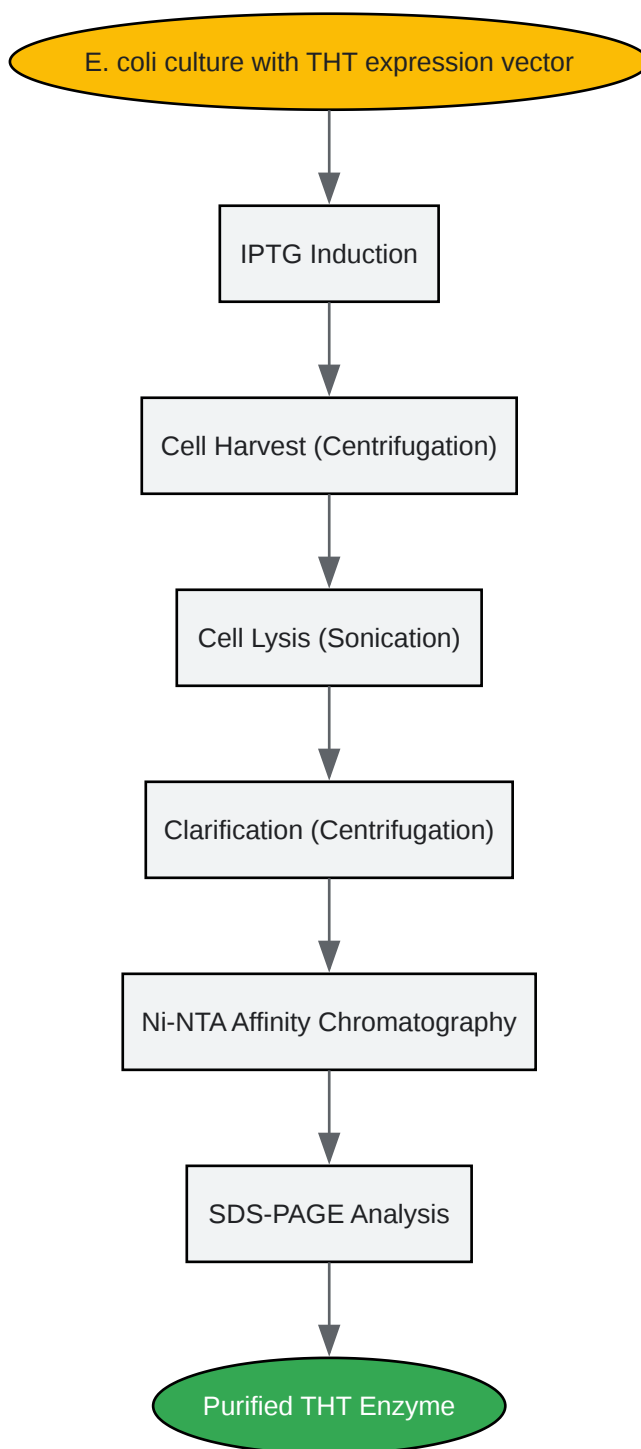 E. coli culture with THT expression vector
IPTG Induction
Cell Harvest (Centrifugation)
Cell Lysis (Sonication)
Clarification (Centrifugation)
Ni-NTA Affinity Chromatography
SDS-PAGE Analysis
Purified THT Enzyme